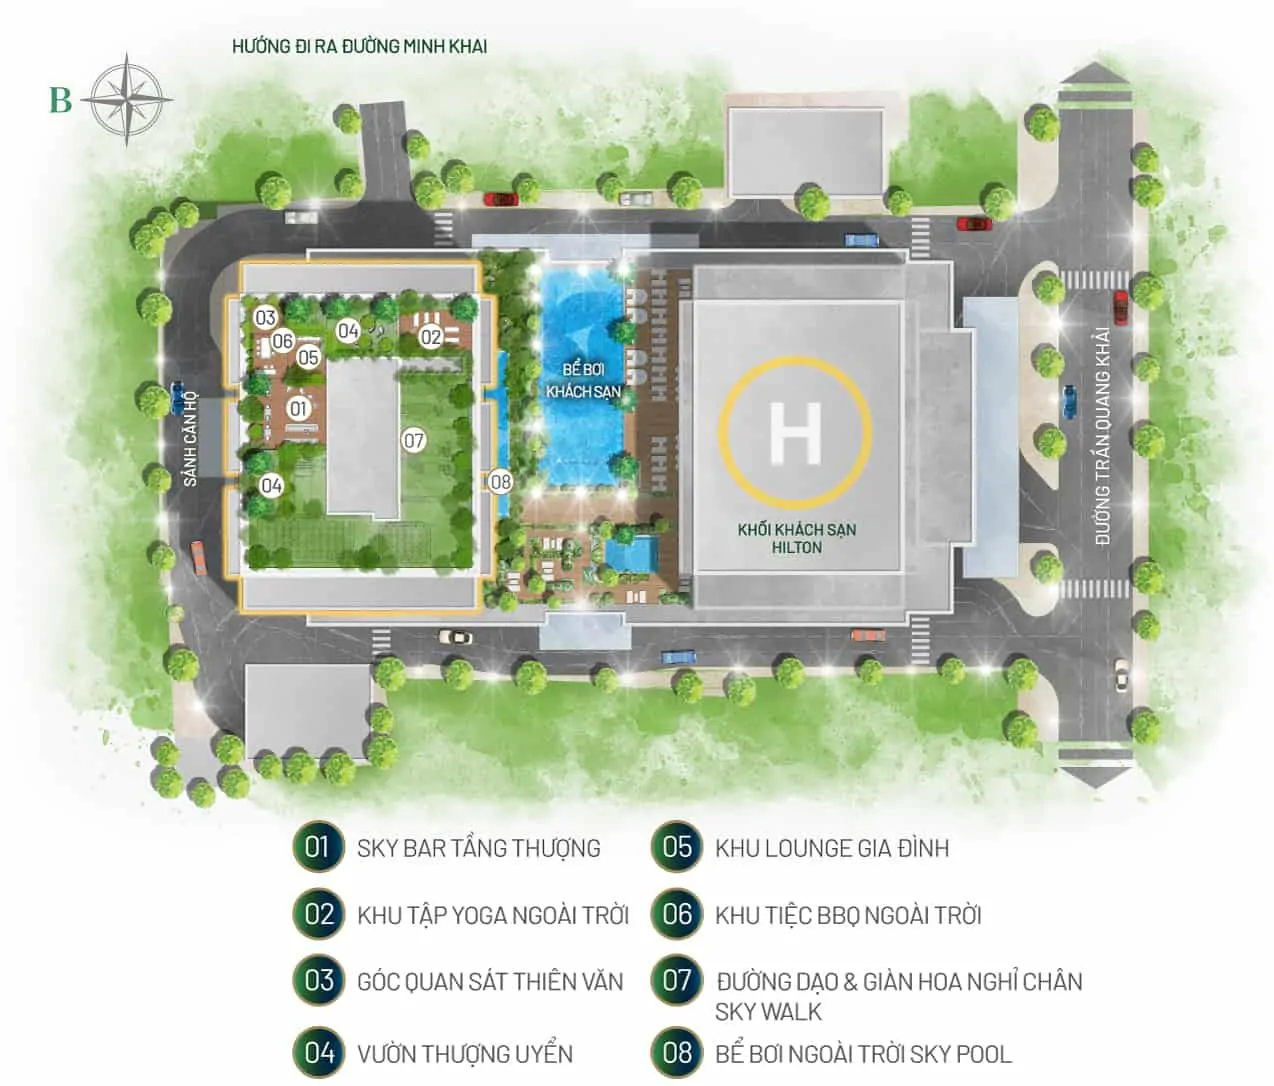 HƯỚNG ĐI RA ĐƯỜNG MINH KHAI
B
03
06
05
04
02
01
07
04
08
SẢNH CĂN HỘ
BỂ BƠI
KHÁCH SẠN
H
KHỐI KHÁCH SẠN
HILTON
ĐƯỜNG TRẦN QUANG KHẢI
01 SKY BAR TẦNG THƯỢNG
02 KHU TẬP YOGA NGOÀI TRỜI
03 GÓC QUAN SÁT THIÊN VĂN
04 VƯỜN THƯỢNG UYỂN
05 KHU LOUNGE GIA ĐÌNH
06 KHU TIỆC BBQ NGOÀI TRỜI
07 ĐƯỜNG DẠO & GIÀN HOA NGHỈ CHÂN
SKY WALK
08 BỂ BƠI NGOÀI TRỜI SKY POOL